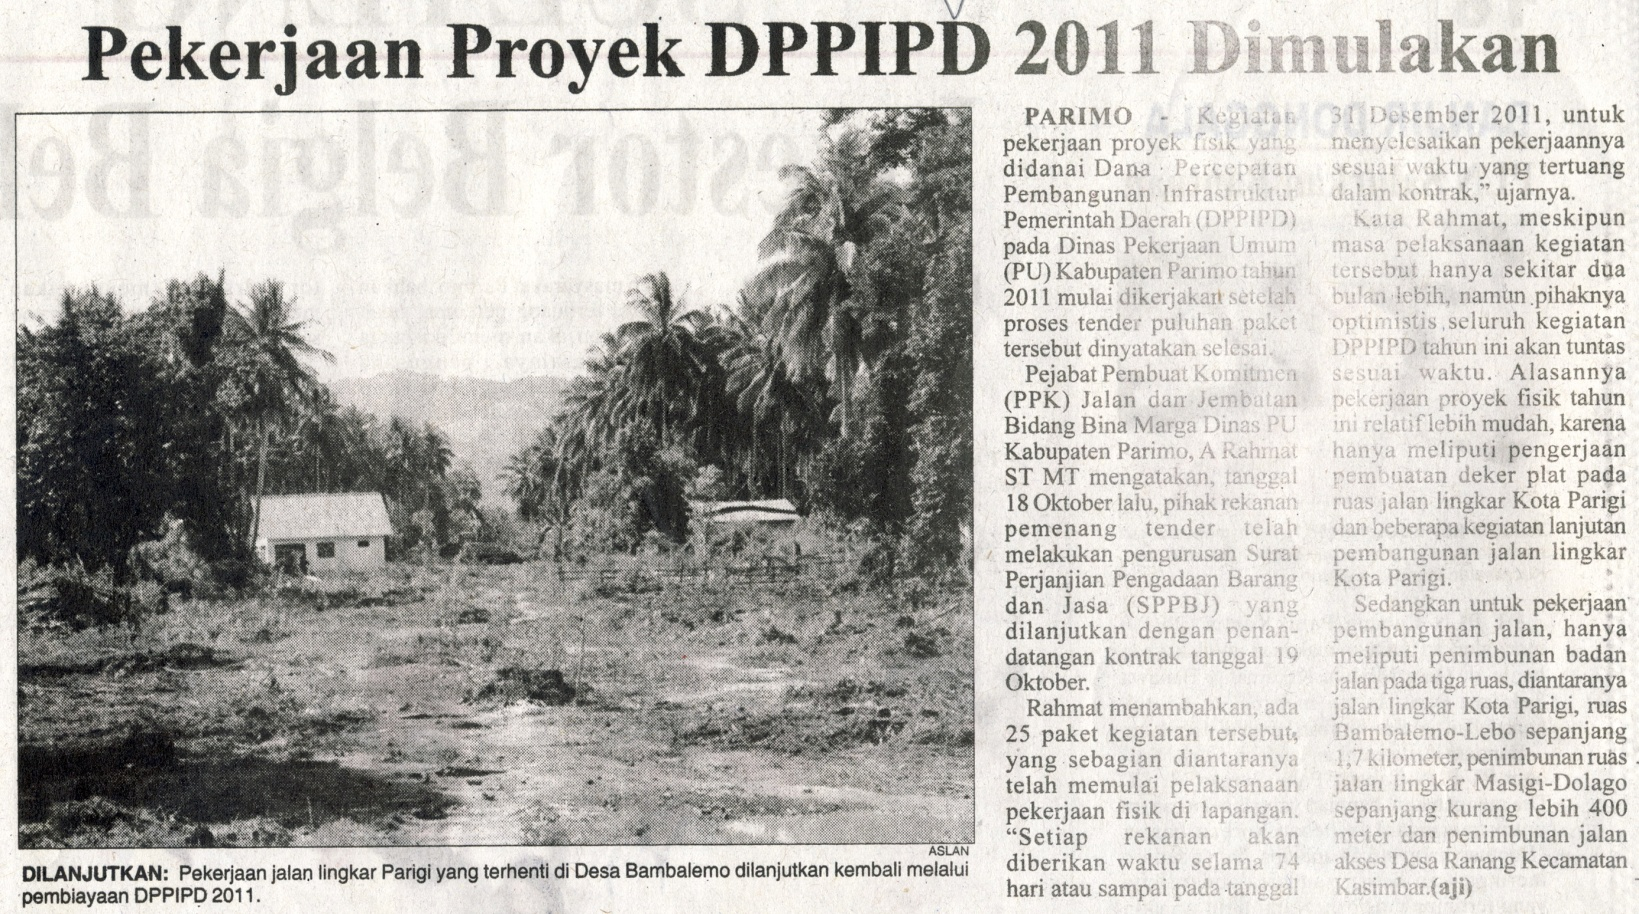 Pekerjaan Proyek DPPIPD 2011 Dimulakan
PARIMO - Kegiatan
pekerjaan proyek fisik yang
didanai Dana Percepatan
Pembangunan Infrastruktur
Pemerintah Daerah (DPPIPD)
pada Dinas Pekerjaan Umum
(PU) Kabupaten Parimo tahun
2011 mulai dikerjakan setelah
proses tender puluhan paket
tersebut dinyatakan selesai.
Pejabat Pembuat Komitmen
(PPK) Jalan dan Jembatan
Bidang Bina Marga Dinas PU
Kabupaten Parimo, A Rahmat
ST MT mengatakan, tanggal
18 Oktober lalu, pihak rekanan
pemenang tender telah
melakukan pengurusan Surat
Perjanjian Pengadaan Barang
dan Jasa (SPPBJ) yang
dilanjutkan dengan penan-
datangan kontrak tanggal 19
Oktober.
Rahmat menambahkan, ada
25 paket kegiatan tersebut,
yang sebagian diantaranya
telah memulai pelaksanaan
pekerjaan fisik di lapangan.
“Setiap rekanan akan
diberikan waktu selama 74
hari atau sampai pada tanggal
31 Desember 2011, untuk
menyelesaikan pekerjaannya
sesuai waktu yang tertuang
dalam kontrak,” ujarnya.
Kata Rahmat, meskipun
masa pelaksanaan kegiatan
tersebut hanya sekitar dua
bulan lebih, namun pihaknya
optimistis seluruh kegiatan
DPPIPD tahun ini akan tuntas
sesuai waktu. Alasannya
pekerjaan proyek fisik tahun
ini relatif lebih mudah, karena
hanya meliputi pengerjaan
pembuatan deker plat pada
ruas jalan lingkar Kota Parigi
dan beberapa kegiatan lanjutan
pembangunan jalan lingkar
Kota Parigi.
Sedangkan untuk pekerjaan
pembangunan jalan, hanya
meliputi penimbunan badan
jalan pada tiga ruas, diantaranya
jalan lingkar Kota Parigi, ruas
Bambalemo-Lebo sepanjang
1,7 kilometer, penimbunan ruas
jalan lingkar Masigi-Dolago
sepanjang kurang lebih 400
meter dan penimbunan jalan
akses Desa Ranang Kecamatan
Kasimbar.(aji)
ASLAN
DILANJUTKAN: Pekerjaan jalan lingkar Parigi yang terhenti di Desa Bambalemo dilanjutkan kembali melalui
pembiayaan DPPIPD 2011.